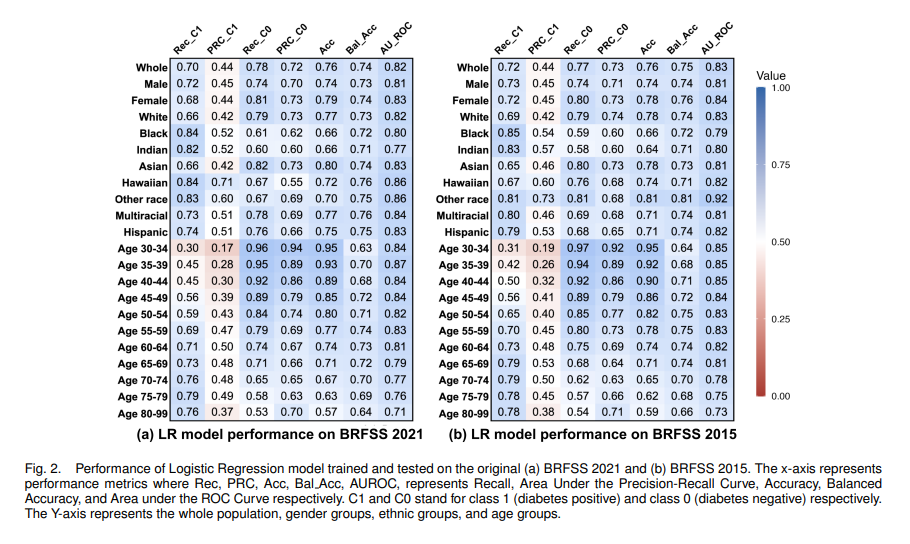 Rec_C1 PRC_C1 Rec_C0 PRC_C0 Acc Bal_Acc AU_ROC
Whole 0.70 0.44 0.78 0.72 0.76 0.74 0.82
Male 0.72 0.45 0.74 0.70 0.74 0.73 0.81
Female 0.68 0.44 0.81 0.73 0.79 0.74 0.83
White 0.66 0.42 0.79 0.73 0.77 0.73 0.82
Black 0.84 0.52 0.61 0.62 0.66 0.72 0.80
Indian 0.82 0.52 0.60 0.60 0.66 0.71 0.77
Asian 0.66 0.42 0.82 0.73 0.80 0.74 0.83
Hawaiian 0.84 0.71 0.67 0.55 0.72 0.76 0.86
Other race 0.83 0.60 0.67 0.69 0.70 0.75 0.86
Multiracial 0.73 0.51 0.78 0.69 0.77 0.76 0.84
Hispanic 0.74 0.51 0.76 0.66 0.75 0.75 0.83
Age 30-34 0.30 0.17 0.96 0.94 0.95 0.63 0.84
Age 35-39 0.45 0.28 0.95 0.89 0.93 0.70 0.87
Age 40-44 0.45 0.30 0.92 0.86 0.89 0.68 0.84
Age 45-49 0.56 0.39 0.89 0.79 0.85 0.72 0.84
Age 50-54 0.59 0.43 0.84 0.74 0.80 0.71 0.82
Age 55-59 0.69 0.47 0.79 0.69 0.77 0.74 0.83
Age 60-64 0.71 0.50 0.74 0.67 0.74 0.73 0.81
Age 65-69 0.73 0.48 0.71 0.66 0.71 0.72 0.79
Age 70-74 0.76 0.48 0.65 0.65 0.67 0.70 0.77
Age 75-79 0.79 0.49 0.58 0.63 0.63 0.69 0.76
Age 80-99 0.76 0.37 0.53 0.70 0.57 0.64 0.71
(a) LR model performance on BRFSS 2021
Rec_C1 PRC_C1 Rec_C0 PRC_C0 Acc Bal_Acc AU_ROC
Whole 0.72 0.44 0.77 0.73 0.76 0.75 0.83
Male 0.73 0.45 0.74 0.71 0.74 0.74 0.81
Female 0.72 0.45 0.80 0.73 0.78 0.76 0.84
White 0.69 0.42 0.79 0.74 0.78 0.74 0.83
Black 0.85 0.54 0.59 0.60 0.66 0.72 0.79
Indian 0.83 0.57 0.58 0.60 0.66 0.71 0.80
Asian 0.65 0.46 0.80 0.73 0.78 0.73 0.81
Hawaiian 0.67 0.60 0.76 0.68 0.74 0.71 0.82
Other race 0.81 0.73 0.81 0.68 0.81 0.81 0.92
Multiracial 0.80 0.46 0.69 0.68 0.71 0.74 0.81
Hispanic 0.79 0.53 0.68 0.65 0.71 0.74 0.82
Age 30-34 0.31 0.19 0.97 0.92 0.95 0.64 0.85
Age 35-39 0.42 0.26 0.94 0.89 0.92 0.68 0.85
Age 40-44 0.50 0.32 0.92 0.86 0.90 0.71 0.85
Age 45-49 0.56 0.41 0.89 0.79 0.86 0.72 0.84
Age 50-54 0.65 0.40 0.85 0.77 0.82 0.75 0.83
Age 55-59 0.70 0.45 0.80 0.73 0.78 0.75 0.83
Age 60-64 0.73 0.48 0.75 0.69 0.74 0.74 0.82
Age 65-69 0.79 0.53 0.68 0.64 0.71 0.74 0.81
Age 70-74 0.79 0.50 0.62 0.63 0.65 0.70 0.78
Age 75-79 0.78 0.45 0.57 0.66 0.62 0.68 0.75
Age 80-99 0.78 0.38 0.54 0.71 0.59 0.66 0.73
(b) LR model performance on BRFSS 2015
Value
1.00
0.75
0.50
0.25
0.00
Fig. 2. Performance of Logistic Regression model trained and tested on the original (a) BRFSS 2021 and (b) BRFSS 2015. The x-axis represents
performance metrics where Rec, PRC, Acc, Bal_Acc, AUROC, represents Recall, Area Under the Precision-Recall Curve, Accuracy, Balanced
Accuracy, and Area under the ROC Curve respectively. C1 and C0 stand for class 1 (diabetes positive) and class 0 (diabetes negative) respectively.
The Y-axis represents the whole population, gender groups, ethnic groups, and age groups.